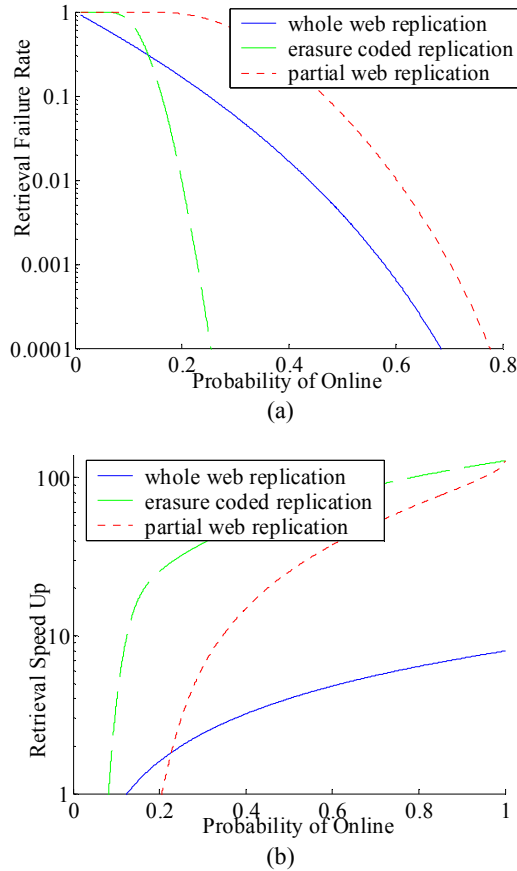 1
0.1
0.01
0.001
0.0001
Retrieval Failure Rate
whole web replication
erasure coded replication
partial web replication
0 0.2 0.4 0.6 0.8
Probability of Online
(a)
100
10
1
Retrieval Speed Up
whole web replication
erasure coded replication
partial web replication
0 0.2 0.4 0.6 0.8 1
Probability of Online
(b)